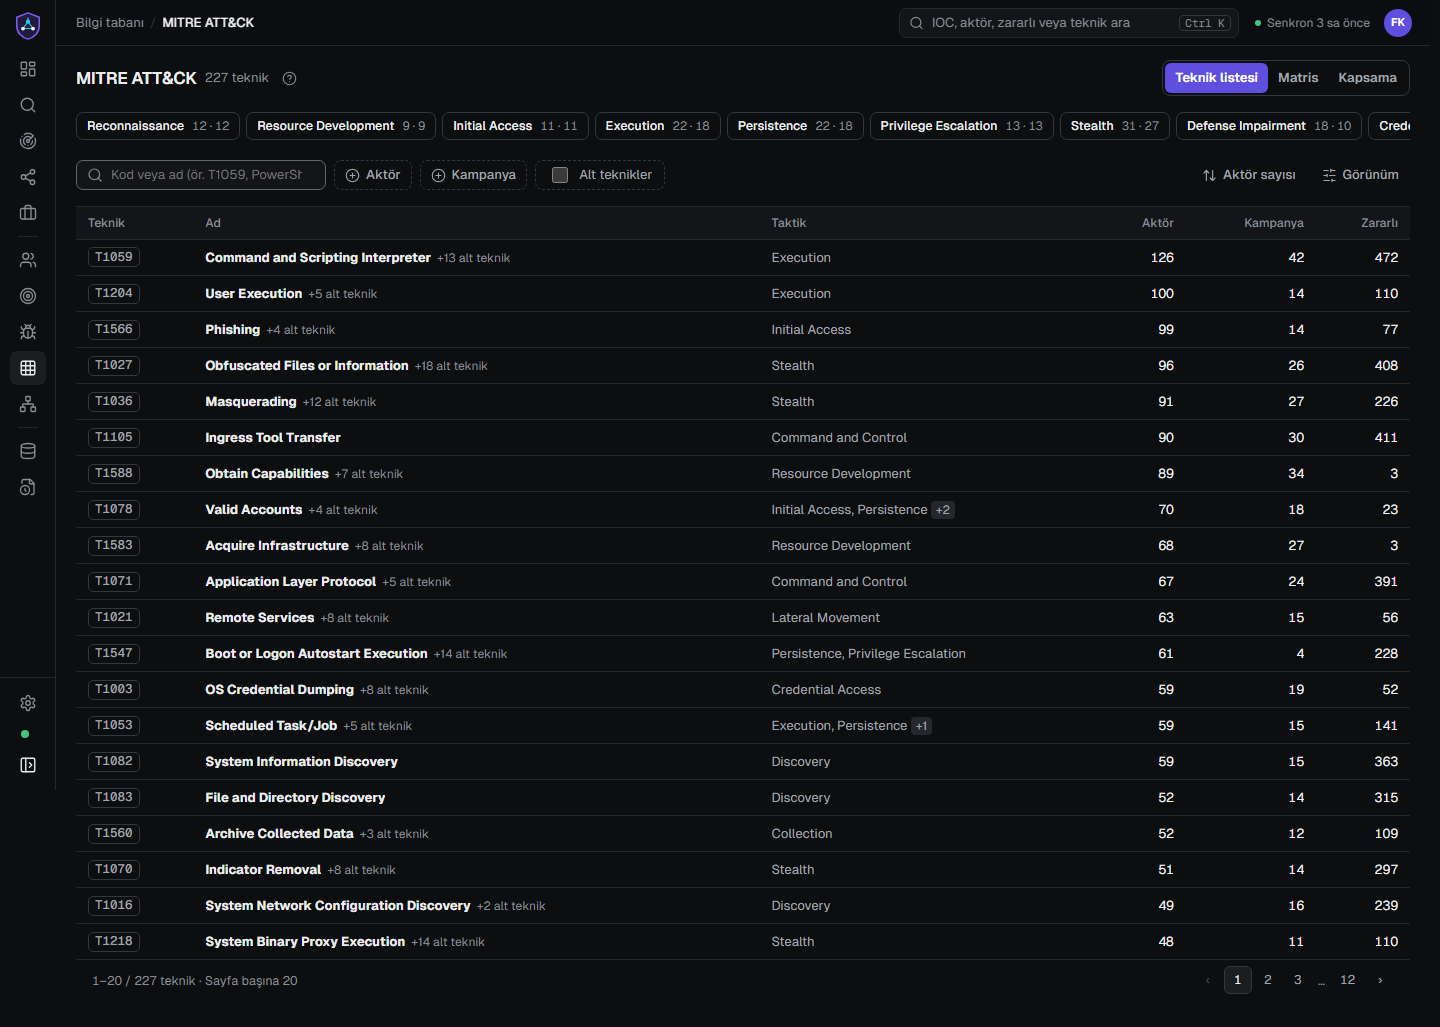 Bilgi tabanı / MITRE ATT&CK
IOC, aktör, zararlı veya teknik ara Ctrl K
Senkron 3 sa önce
FK
MITRE ATT&CK 227 teknik ?
Teknik listesi Matris Kapsama
Reconnaissance 12 · 12 Resource Development 9 · 9 Initial Access 11 · 11 Execution 22 · 18 Persistence 22 · 18 Privilege Escalation 13 · 13 Stealth 31 · 27 Defense Impairment 18 · 10 Crede
Kod veya ad (ör. T1059, PowerSh Aktör Kampanya Alt teknikler Aktör sayısı Görünüm
Teknik Ad Taktik Aktör Kampanya Zararlı
T1059 Command and Scripting Interpreter +13 alt teknik Execution 126 42 472
T1204 User Execution +5 alt teknik Execution 100 14 110
T1566 Phishing +4 alt teknik Initial Access 99 14 77
T1027 Obfuscated Files or Information +18 alt teknik Stealth 96 26 408
T1036 Masquerading +12 alt teknik Stealth 91 27 226
T1105 Ingress Tool Transfer Command and Control 90 30 411
T1588 Obtain Capabilities +7 alt teknik Resource Development 89 34 3
T1078 Valid Accounts +4 alt teknik Initial Access, Persistence +2 70 18 23
T1583 Acquire Infrastructure +8 alt teknik Resource Development 68 27 3
T1071 Application Layer Protocol +5 alt teknik Command and Control 67 24 391
T1021 Remote Services +8 alt teknik Lateral Movement 63 15 56
T1547 Boot or Logon Autostart Execution +14 alt teknik Persistence, Privilege Escalation 61 4 228
T1003 OS Credential Dumping +8 alt teknik Credential Access 59 19 52
T1053 Scheduled Task/Job +5 alt teknik Execution, Persistence +1 59 15 141
T1082 System Information Discovery Discovery 59 15 363
T1083 File and Directory Discovery Discovery 52 14 315
T1560 Archive Collected Data +3 alt teknik Collection 52 12 109
T1070 Indicator Removal +8 alt teknik Stealth 51 14 297
T1016 System Network Configuration Discovery +2 alt teknik Discovery 49 16 239
T1218 System Binary Proxy Execution +14 alt teknik Stealth 48 11 110
1–20 / 227 teknik · Sayfa başına 20
‹ 1 2 3 … 12 ›